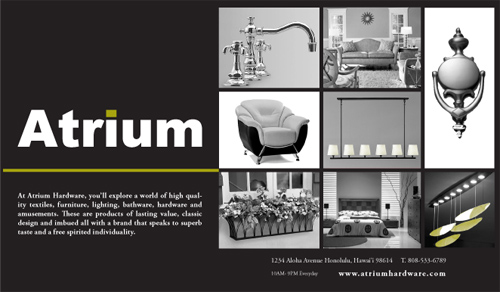 Atrium
At Atrium Hardware, you'll explore a world of high qual-
ity textiles, furniture, lighting, bathware, hardware and
amusements. These are products of lasting value, classic
design and imbued all with a brand that speaks to superb
taste and a free spirited individuality.
1234 Aloha Avenue Honolulu, Hawai'i 98614 T. 808-533-6789
10AM- 5PM Everyday www.atriumhardware.com